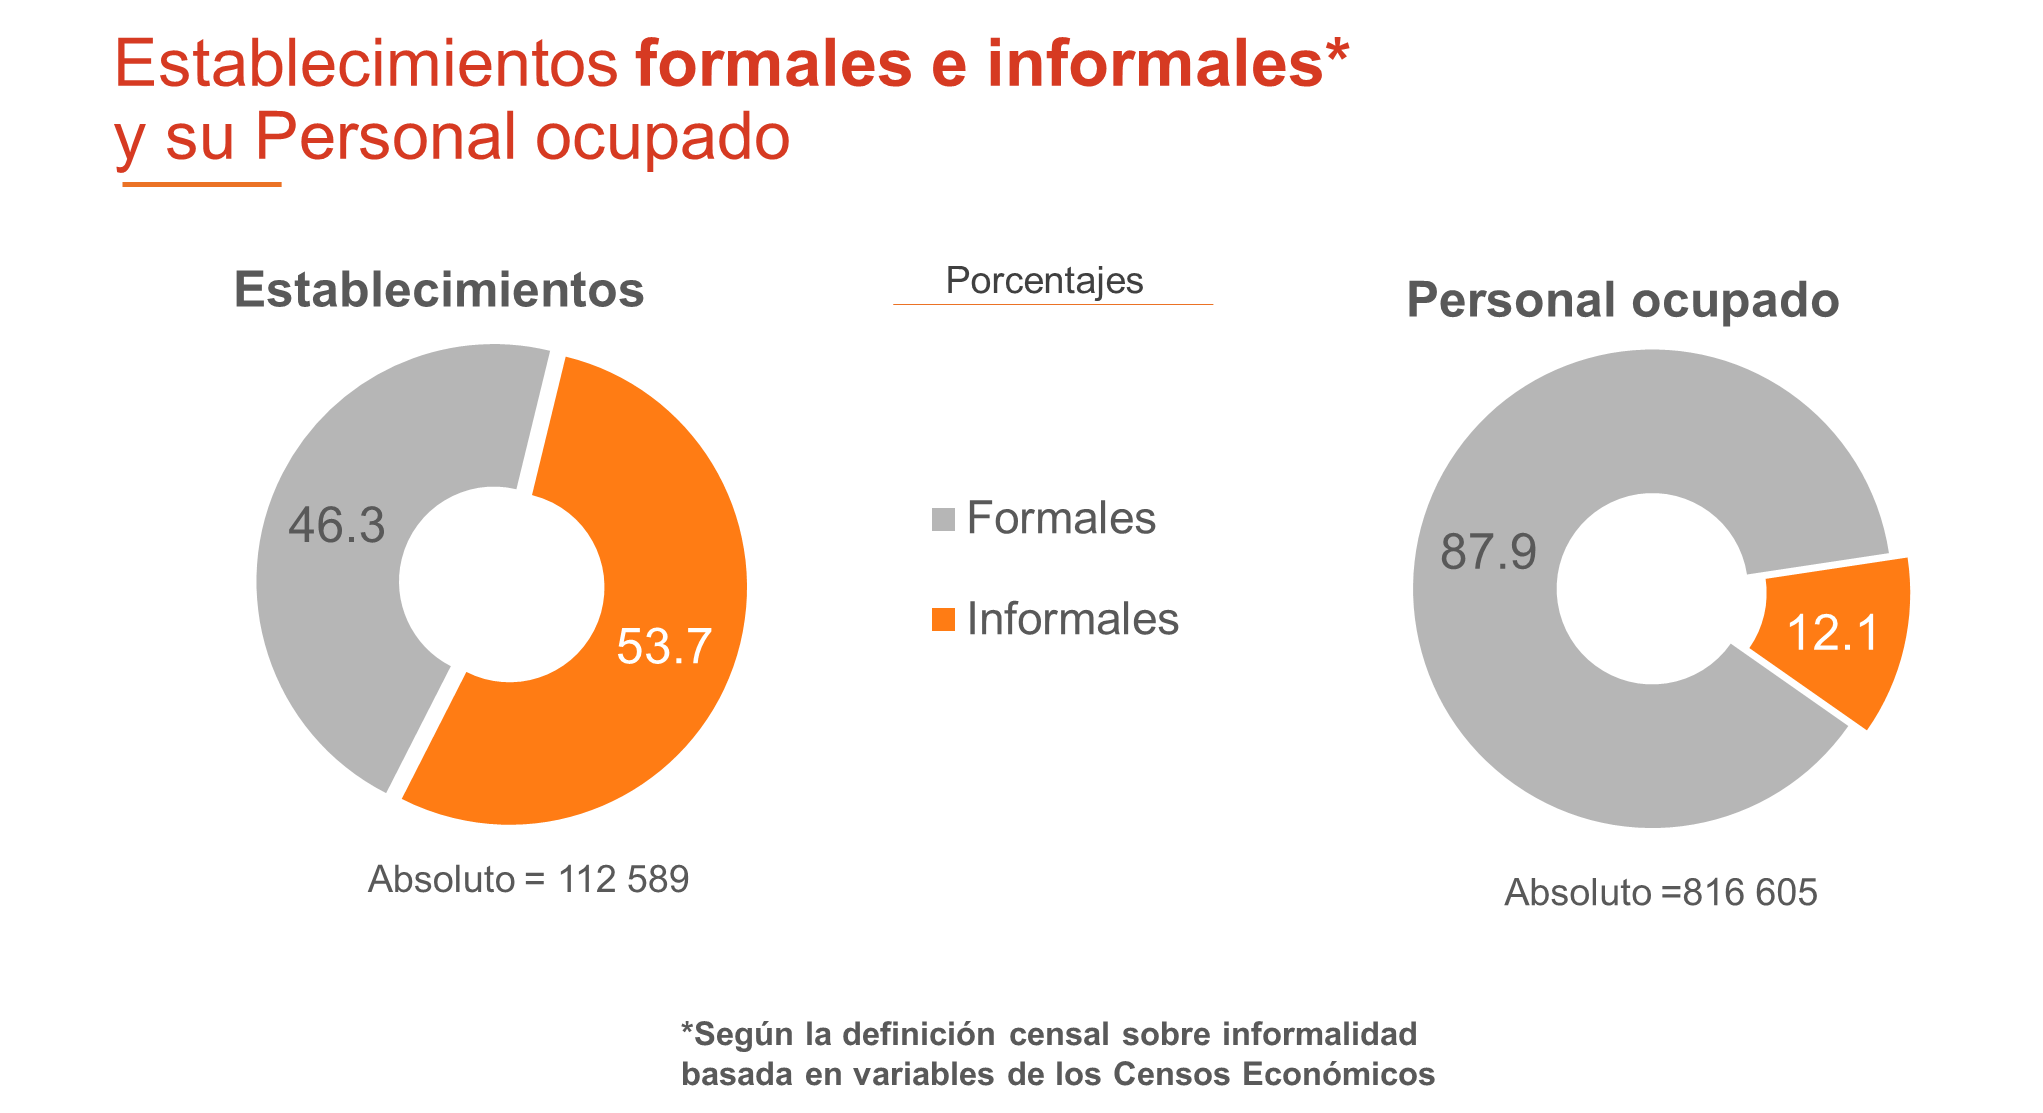 Establecimientos formales e informales*
y su Personal ocupado
Establecimientos
Porcentajes
Personal ocupado
46.3
53.7
Formales
Informales
87.9
12.1
Absoluto = 112 589
Absoluto =816 605
*Según la definición censal sobre informalidad
basada en variables de los Censos Económicos